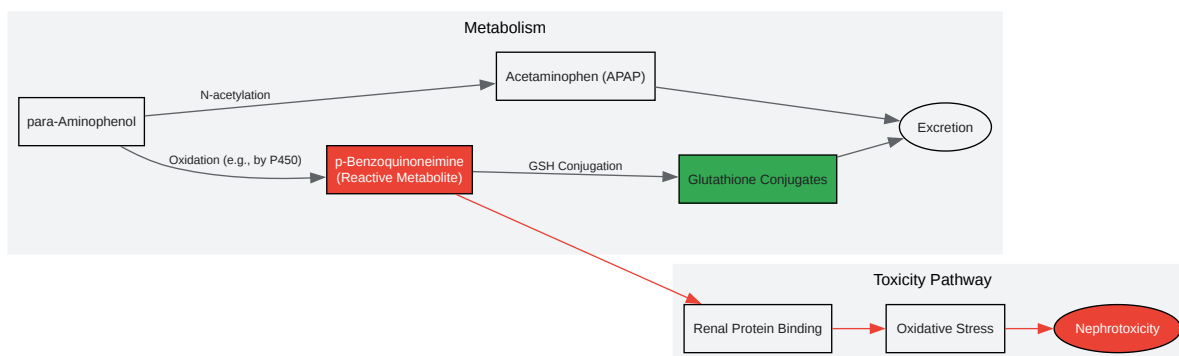 Metabolism
Acetaminophen (APAP)
N-acetylation
para-Aminophenol
Excretion
Oxidation (e.g., by P450)
p-Benzoquinoneimine
(Reactive Metabolite)
GSH Conjugation
Glutathione Conjugates
Toxicity Pathway
Renal Protein Binding
Oxidative Stress
Nephrotoxicity